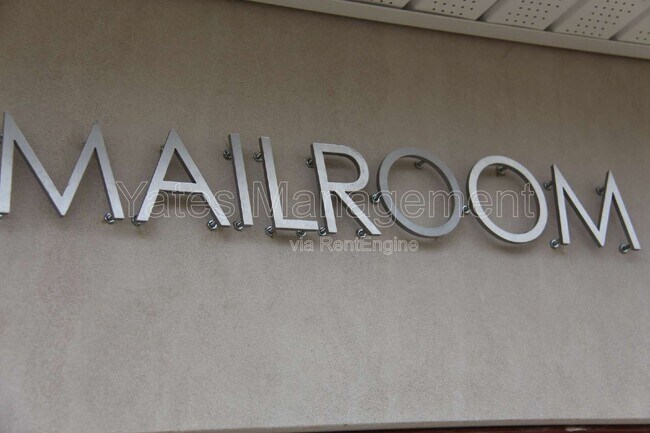 MAILROOM
Yates Management
via RentEngine